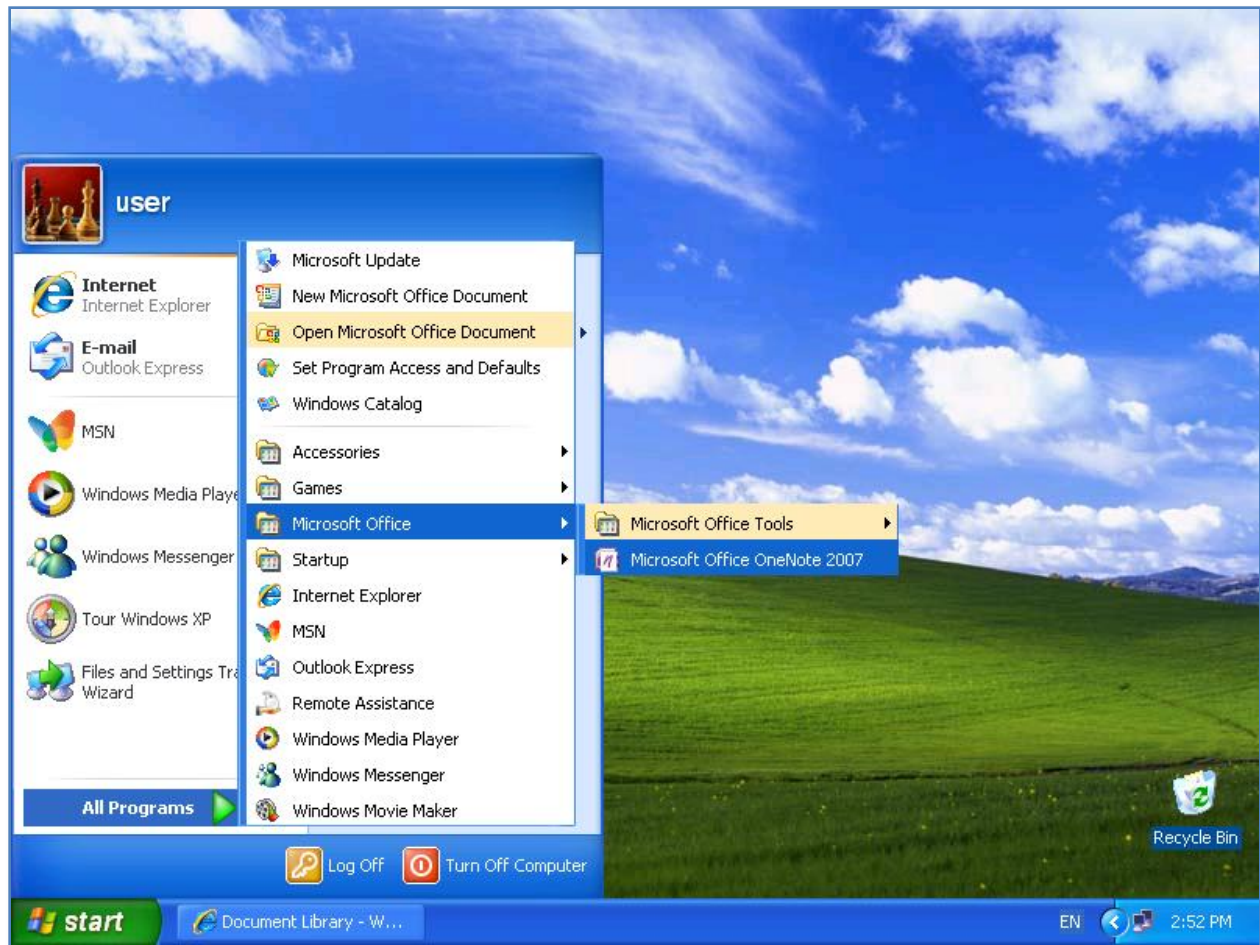 user
Internet
Internet Explorer
E-mail
Outlook Express
MSN
Windows Media Playe
Windows Messenger
Tour Windows XP
Files and Settings Tra
Wizard
All Programs
Microsoft Update
New Microsoft Office Document
Open Microsoft Office Document
Set Program Access and Defaults
Windows Catalog
Accessories
Games
Microsoft Office
Startup
Internet Explorer
MSN
Outlook Express
Remote Assistance
Windows Media Player
Windows Messenger
Windows Movie Maker
Microsoft Office Tools
Microsoft Office OneNote 2007
Recycle Bin
Log Off
Turn Off Computer
start
Document Library - W...
EN
2:52 PM